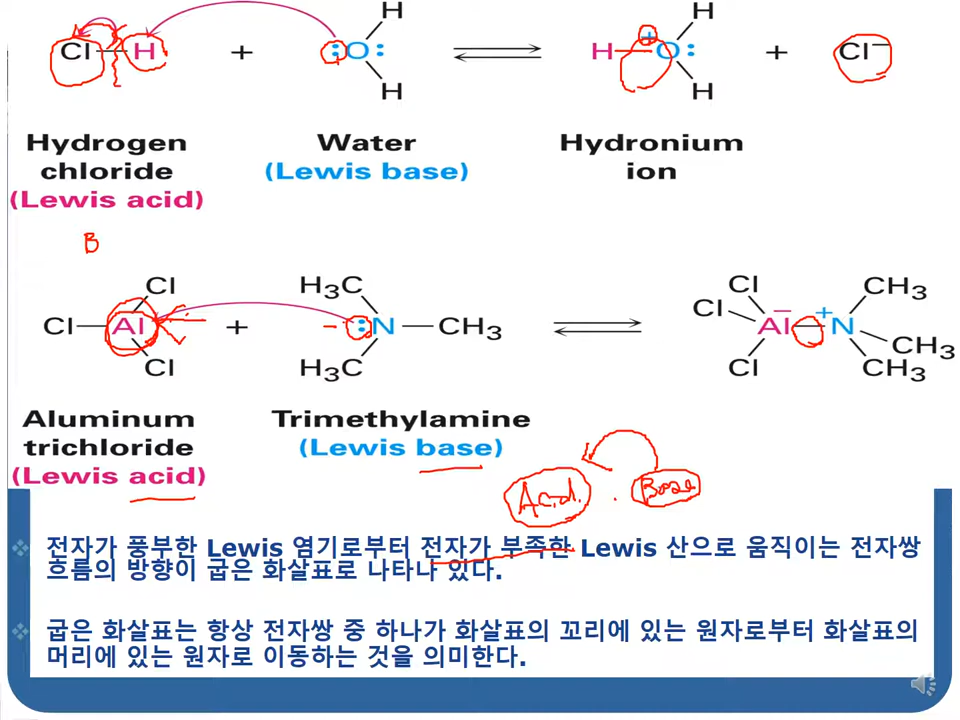 Cl — H + :O: H H ⇌ H — O: + H H + Cl −
Hydrogen chloride (Lewis acid)
Water (Lewis base)
Hydronium ion
B
Cl — Al Cl Cl + H3C H3C :N — CH3 ⇌ Cl Cl Cl Al − — N + CH3 CH3 CH3
Aluminum trichloride (Lewis acid)
Trimethylamine (Lewis base)
Acid. Base
전자가 풍부한 Lewis 염기로부터 전자가 부족한 Lewis 산으로 움직이는 전자쌍
흐름의 방향이 굽은 화살표로 나타나 있다.
굽은 화살표는 항상 전자쌍 중 하나가 화살표의 꼬리에 있는 원자로부터 화살표의
머리에 있는 원자로 이동하는 것을 의미한다.